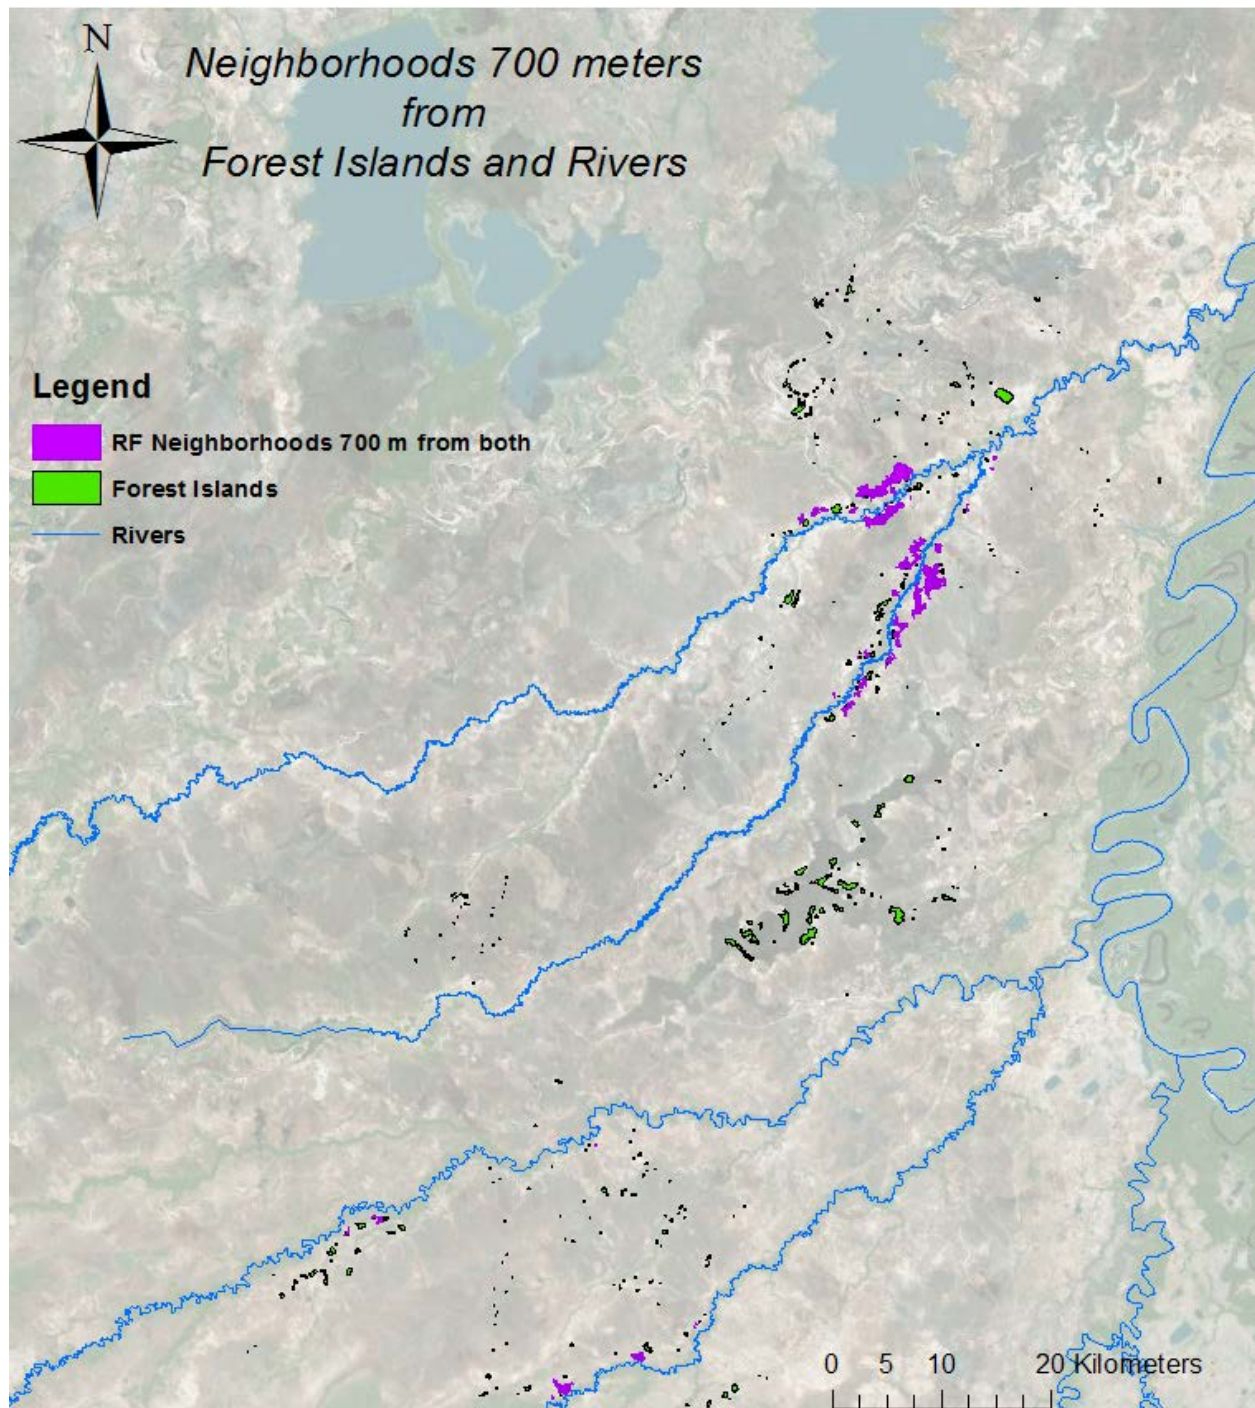 N
Neighborhoods 700 meters
from
Forest Islands and Rivers
Legend
RF Neighborhoods 700 m from both
Forest Islands
Rivers
0 5 10 20 Kilometers